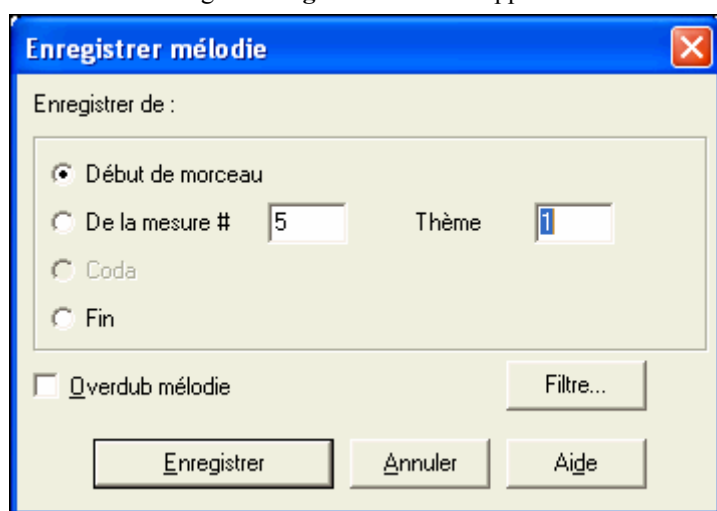 Enregistrer mélodie
Enregistrer de :
Début de morceau
De la mesure # 5 Thème 1
Coda
Fin
Overdub mélodie Filtre...
Enregistrer Annuler Aide